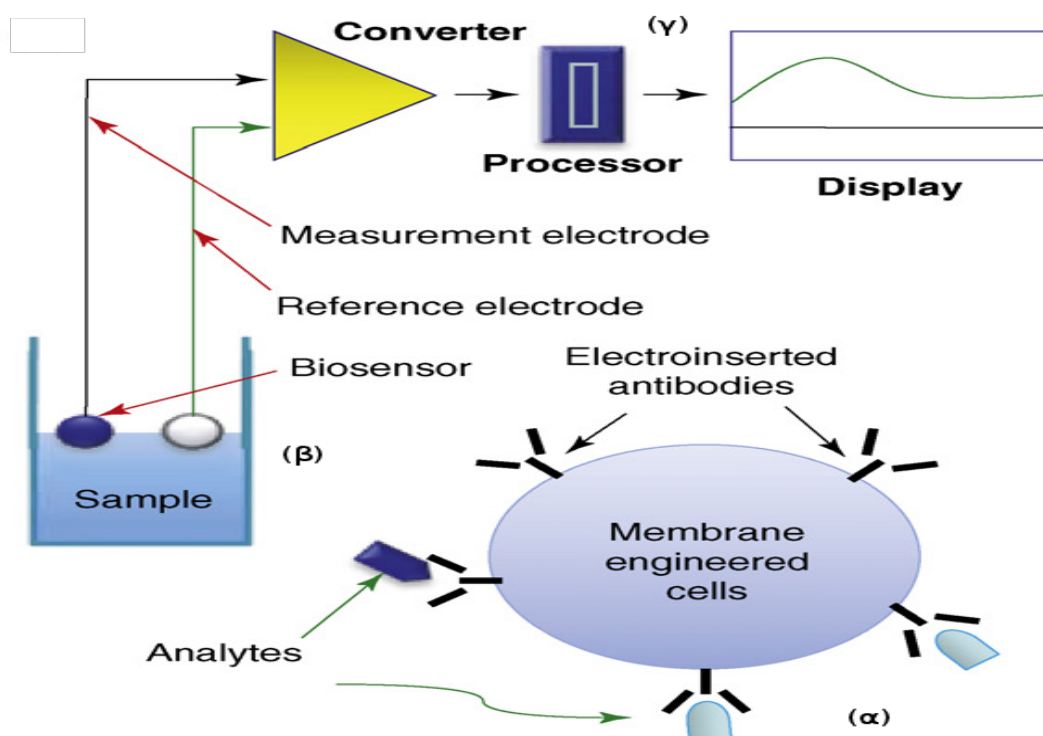 Converter
(γ)
Processor
Display
Measurement electrode
Reference electrode
Biosensor
Electroinserted
antibodies
(β)
Sample
Membrane
engineered
cells
Analytes
(α)